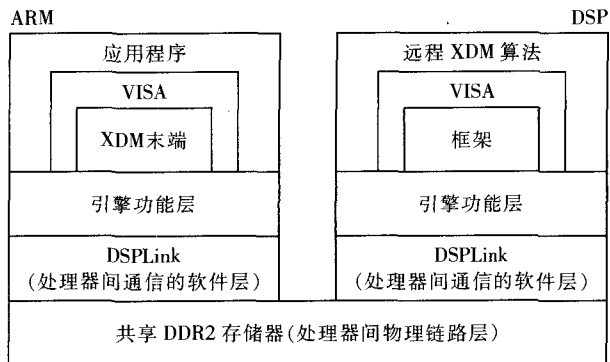 ARM
DSP
应用程序
VISA
XDM末端
引擎功能层
DSPLink
(处理器间通信的软件层)
远程 XDM 算法
VISA
框架
引擎功能层
DSPLink
(处理器间通信的软件层)
共享 DDR2 存储器(处理器间物理链路层)